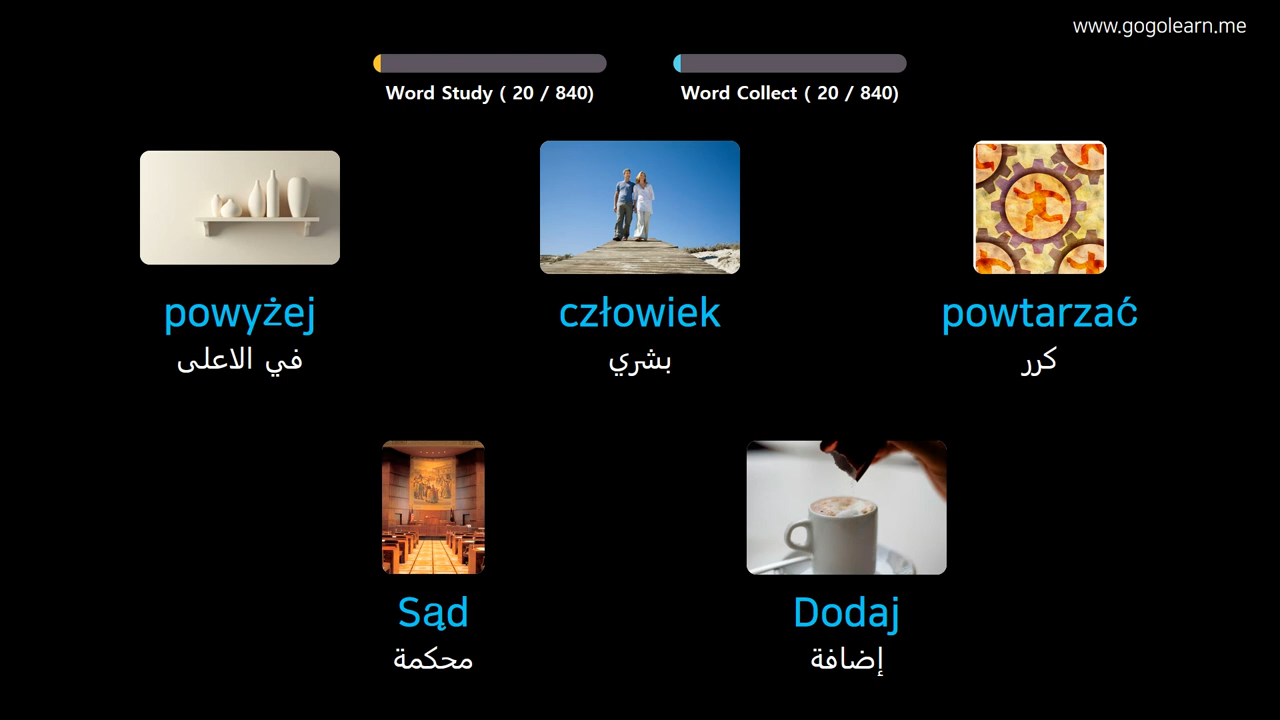 www.gogolearn.me
Word Study ( 20 / 840)
Word Collect ( 20 / 840)
powyżej
في الاعلى
człowiek
بشري
powtarzać
كرر
Sąd
محكمة
Dodaj
إضافة